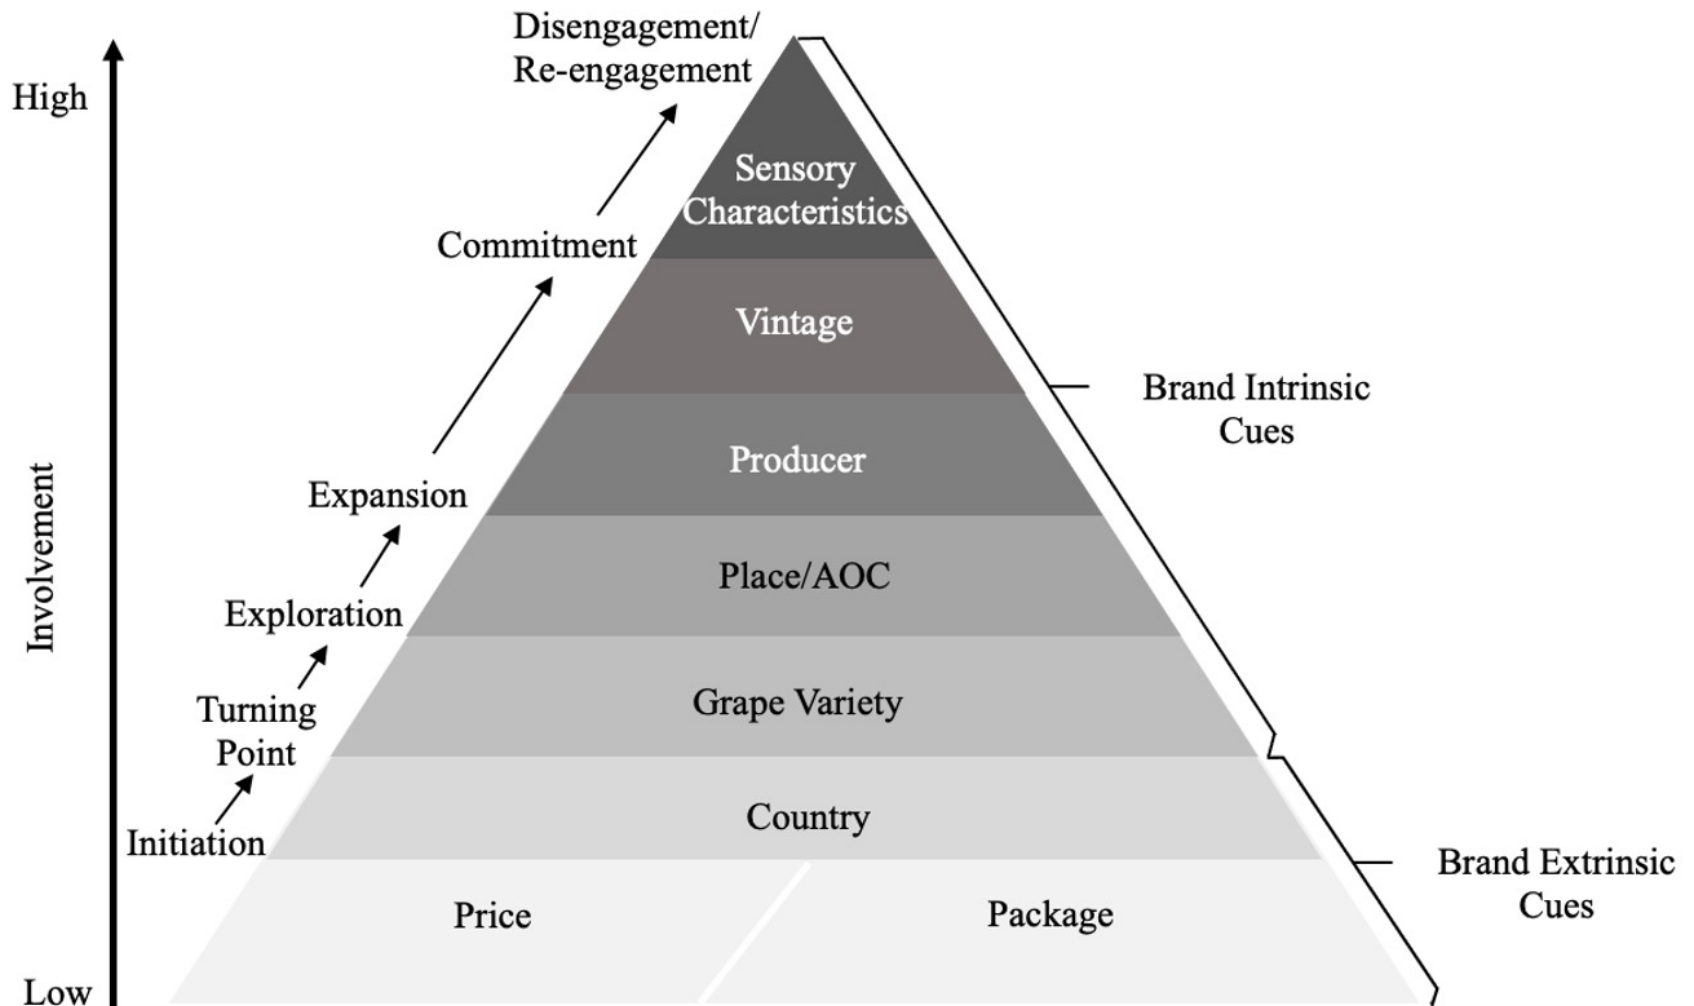 Disengagement/
Re-engagement
High
Sensory
Characteristics
Commitment
Vintage
Brand Intrinsic
Cues
Producer
Expansion
Involvement
Place/AOC
Exploration
Grape Variety
Turning
Point
Country
Initiation
Brand Extrinsic
Cues
Price
Package
Low